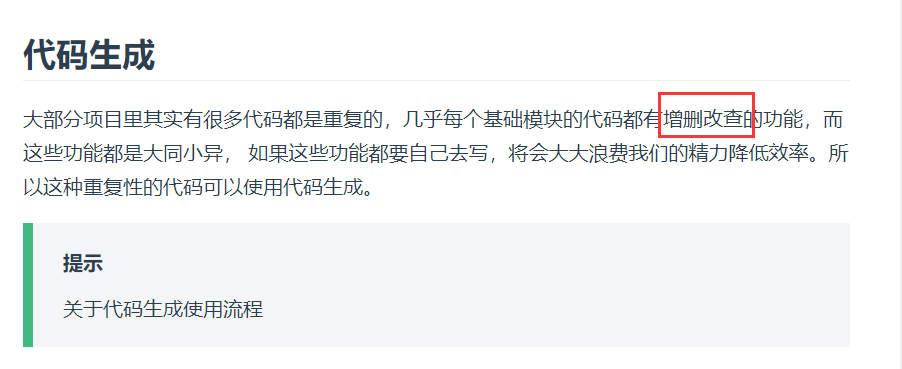 代码生成
大部分项目里其实有很多代码都是重复的，几乎每个基础模块的代码都有增删改查的功能，而
这些功能都是大同小异， 如果这些功能都要自己去写，将会大大浪费我们的精力降低效率。所
以这种重复性的代码可以使用代码生成。
提示
关于代码生成使用流程